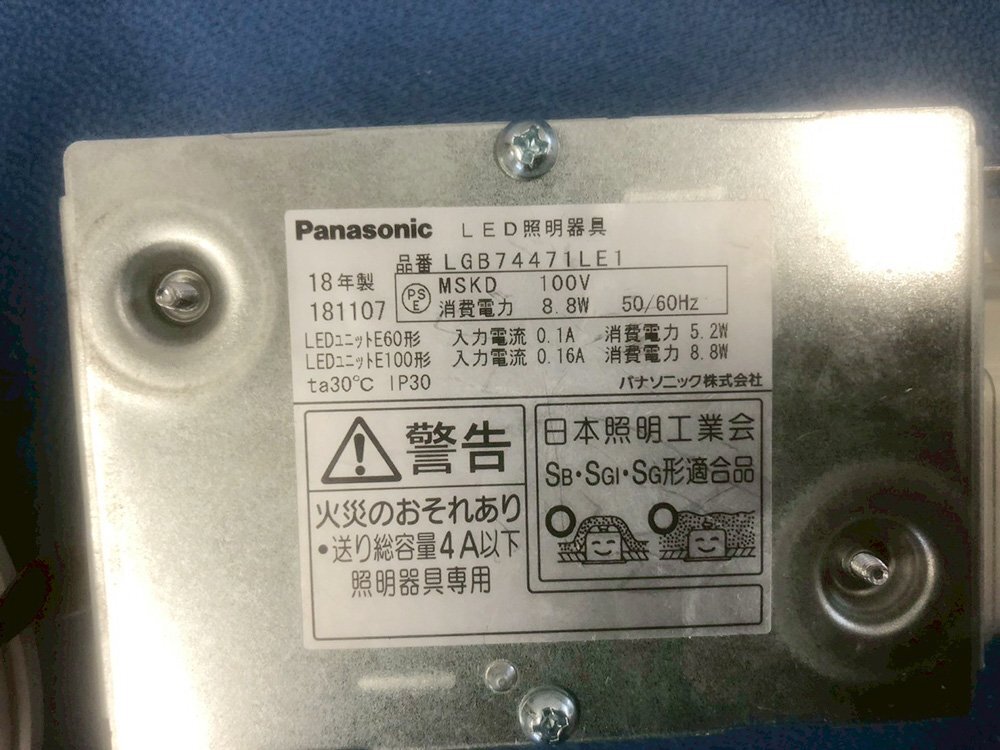 Panasonic LED照明器具
品番 LGB74471LE1
18年製
181107
PSE MSKD 100V
消費電力 8.8W 50/60Hz
LEDユニットE60形 入力電流 0.1A 消費電力 5.2W
LEDユニットE100形 入力電流 0.16A 消費電力 8.8W
ta30℃ IP30 パナソニック株式会社
警告
火災のおそれあり
・送り総容量4A以下
照明器具専用
日本照明工業会
SB・SGI・SG形適合品